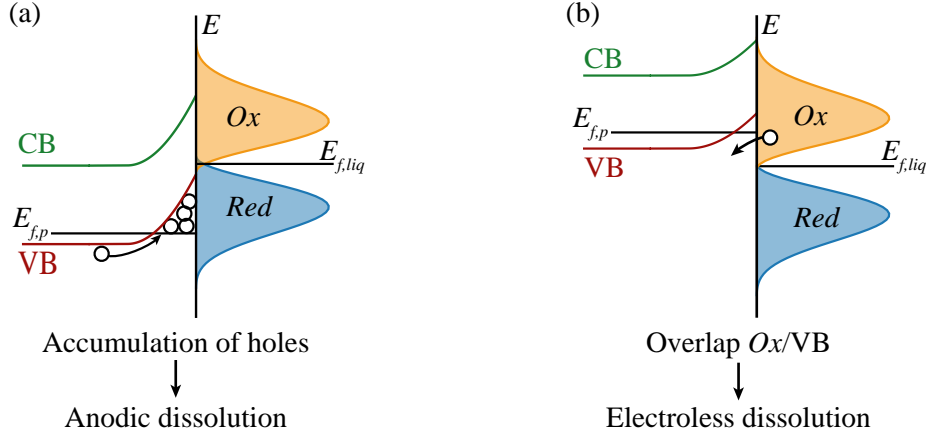 (a)
E
CB
Ox
E_{f,liq}
Red
E_{f,p}
VB
Accumulation of holes
Anodic dissolution
(b)
E
CB
Ox
E_{f,p}
VB
E_{f,liq}
Red
Overlap Ox/VB
Electroless dissolution